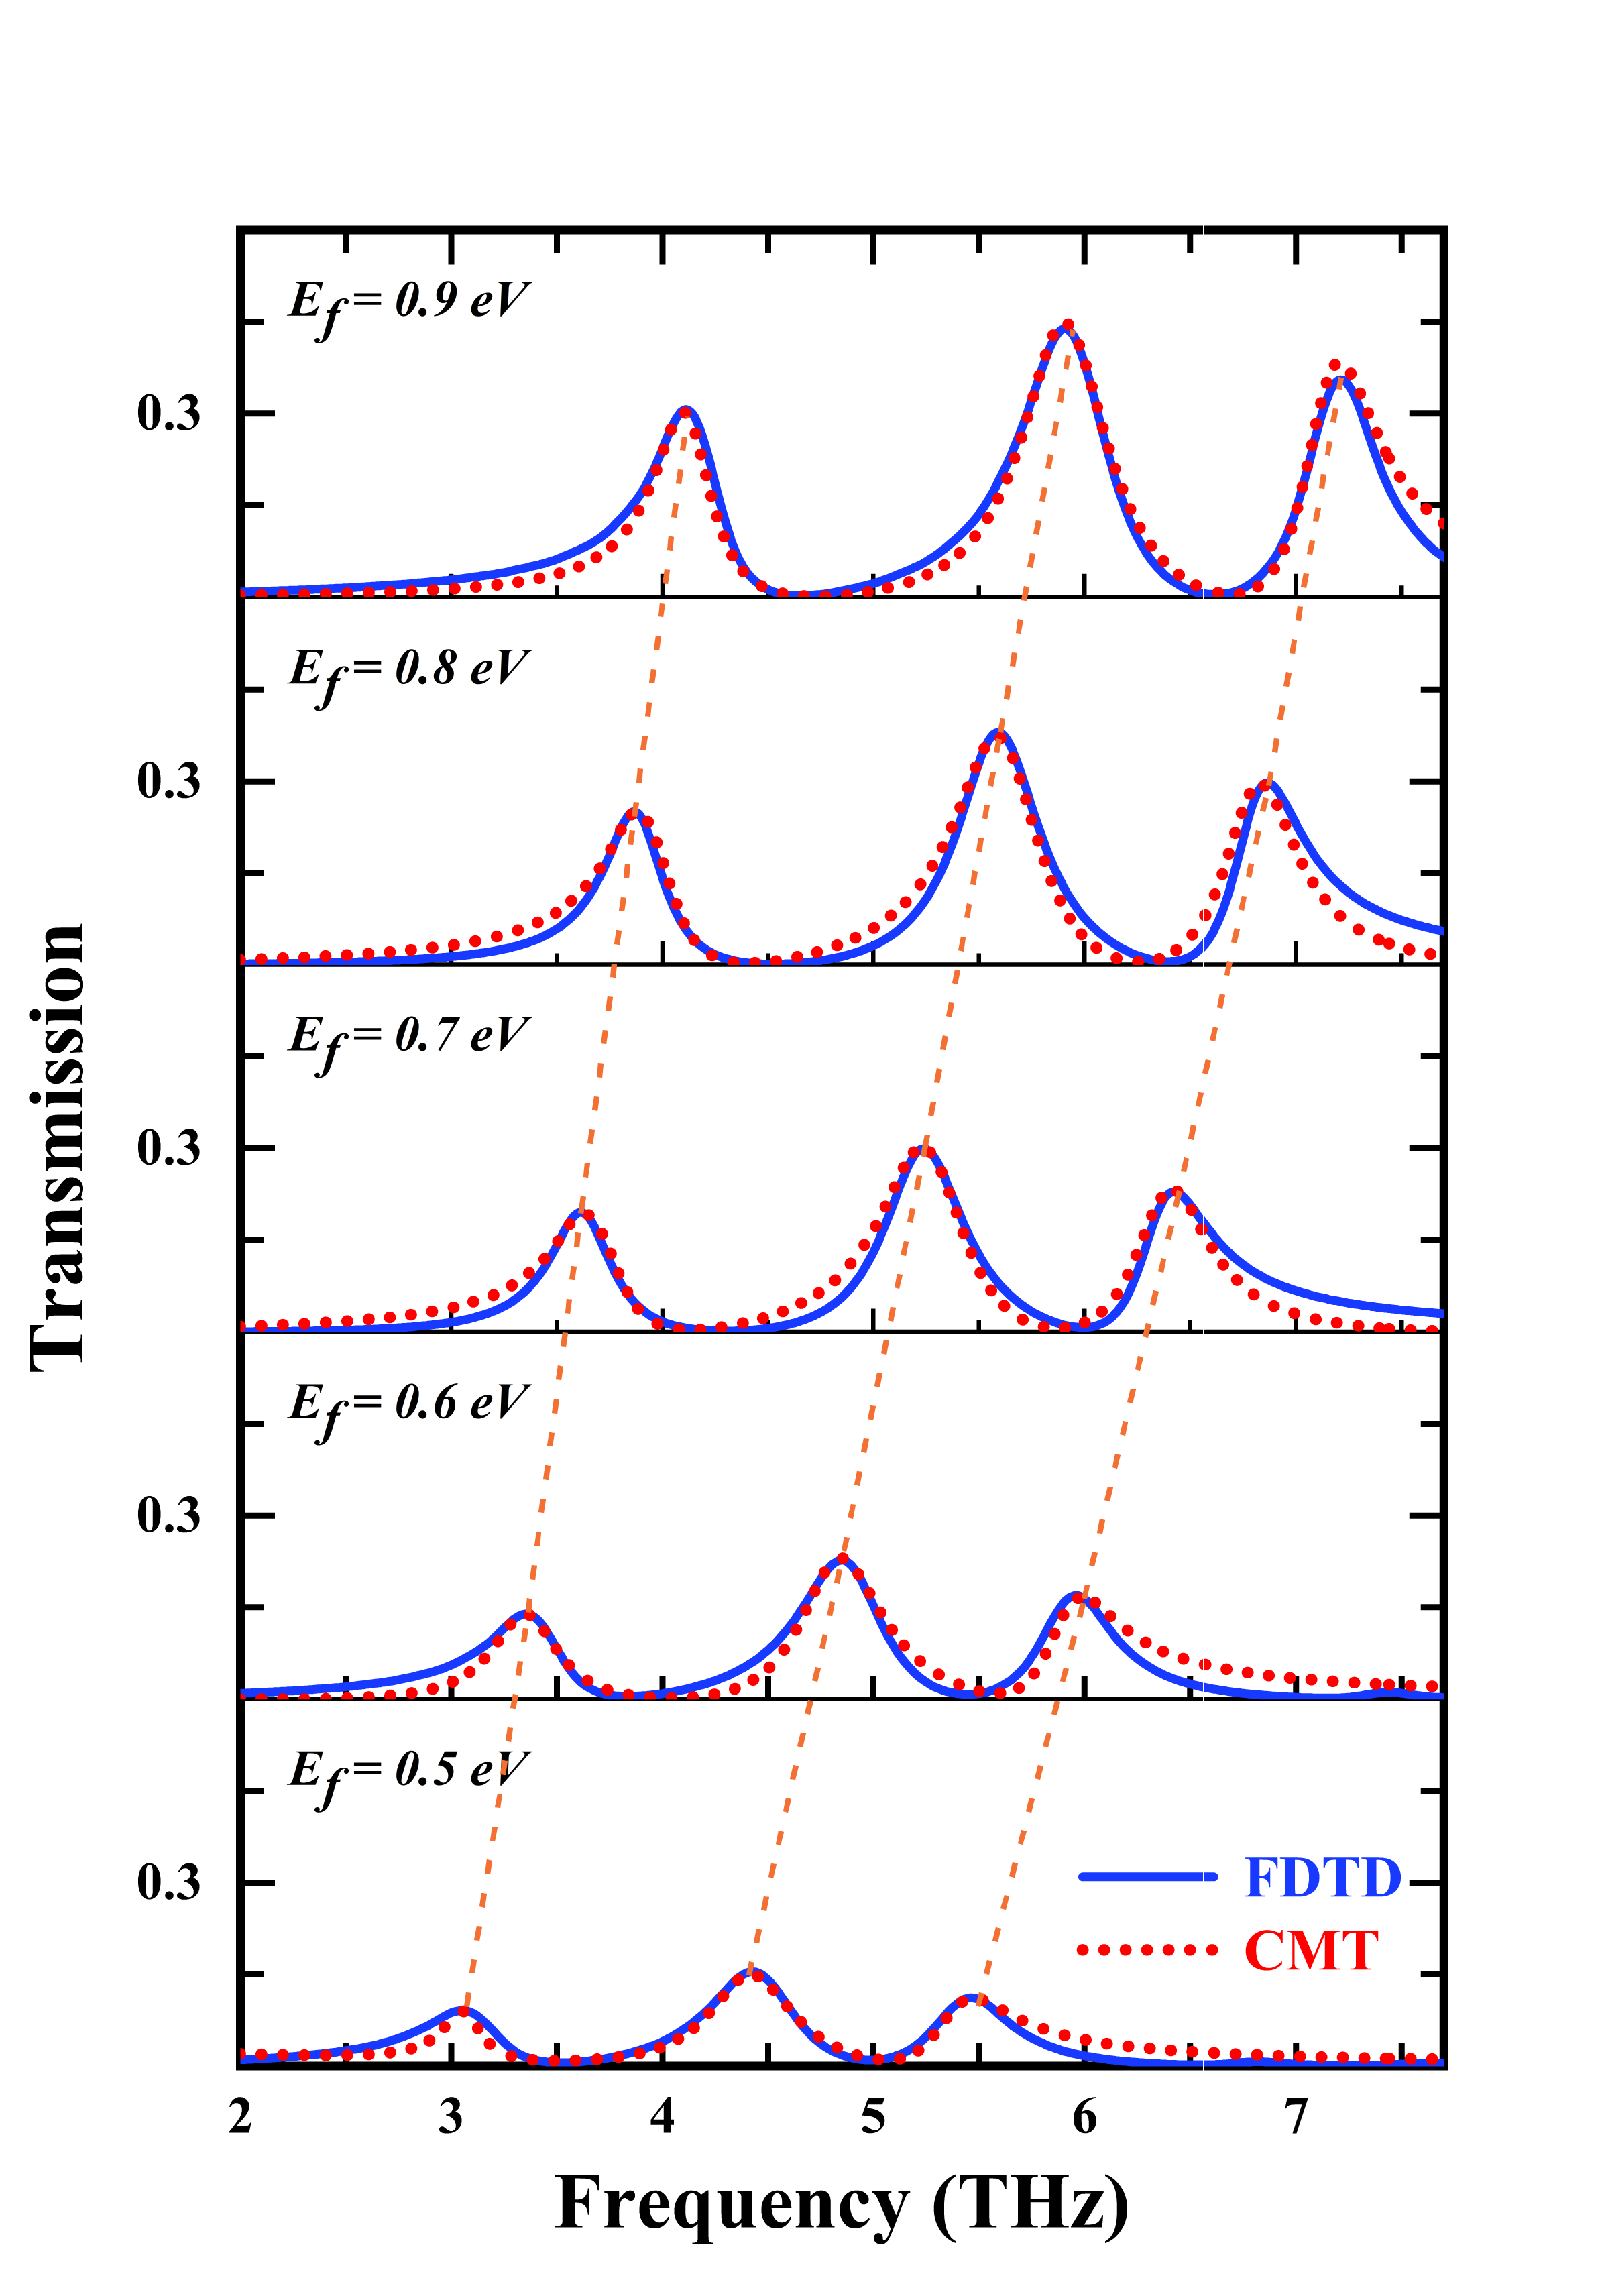 E_f = 0.9 eV
0.3
E_f = 0.8 eV
0.3
E_f = 0.7 eV
0.3
E_f = 0.6 eV
0.3
E_f = 0.5 eV
0.3
FDTD
CMT
2 3 4 5 6 7
Frequency (THz)
Transmission